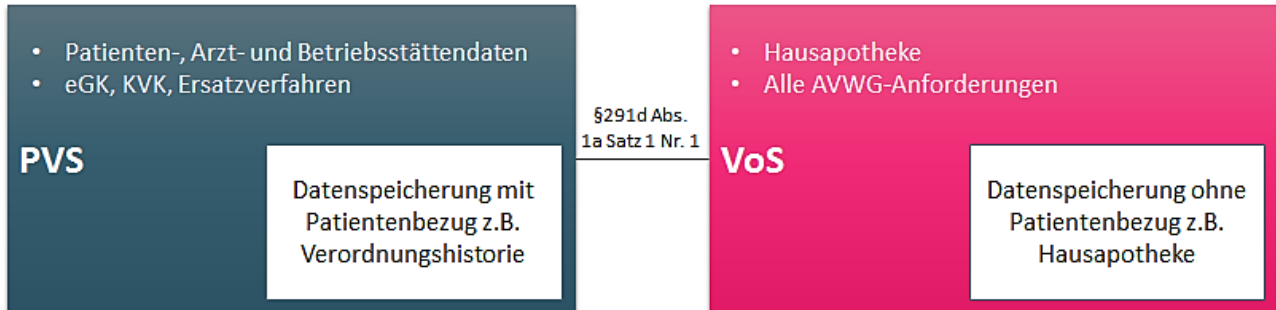 • Patienten-, Arzt- und Betriebsstättendaten
• eGK, KVK, Ersatzverfahren
PVS
Datenspeicherung mit
Patientenbezug z.B.
Verordnungshistorie
§291d Abs.
1a Satz 1 Nr. 1
• Hausapotheke
• Alle AVWG-Anforderungen
VoS
Datenspeicherung ohne
Patientenbezug z.B.
Hausapotheke